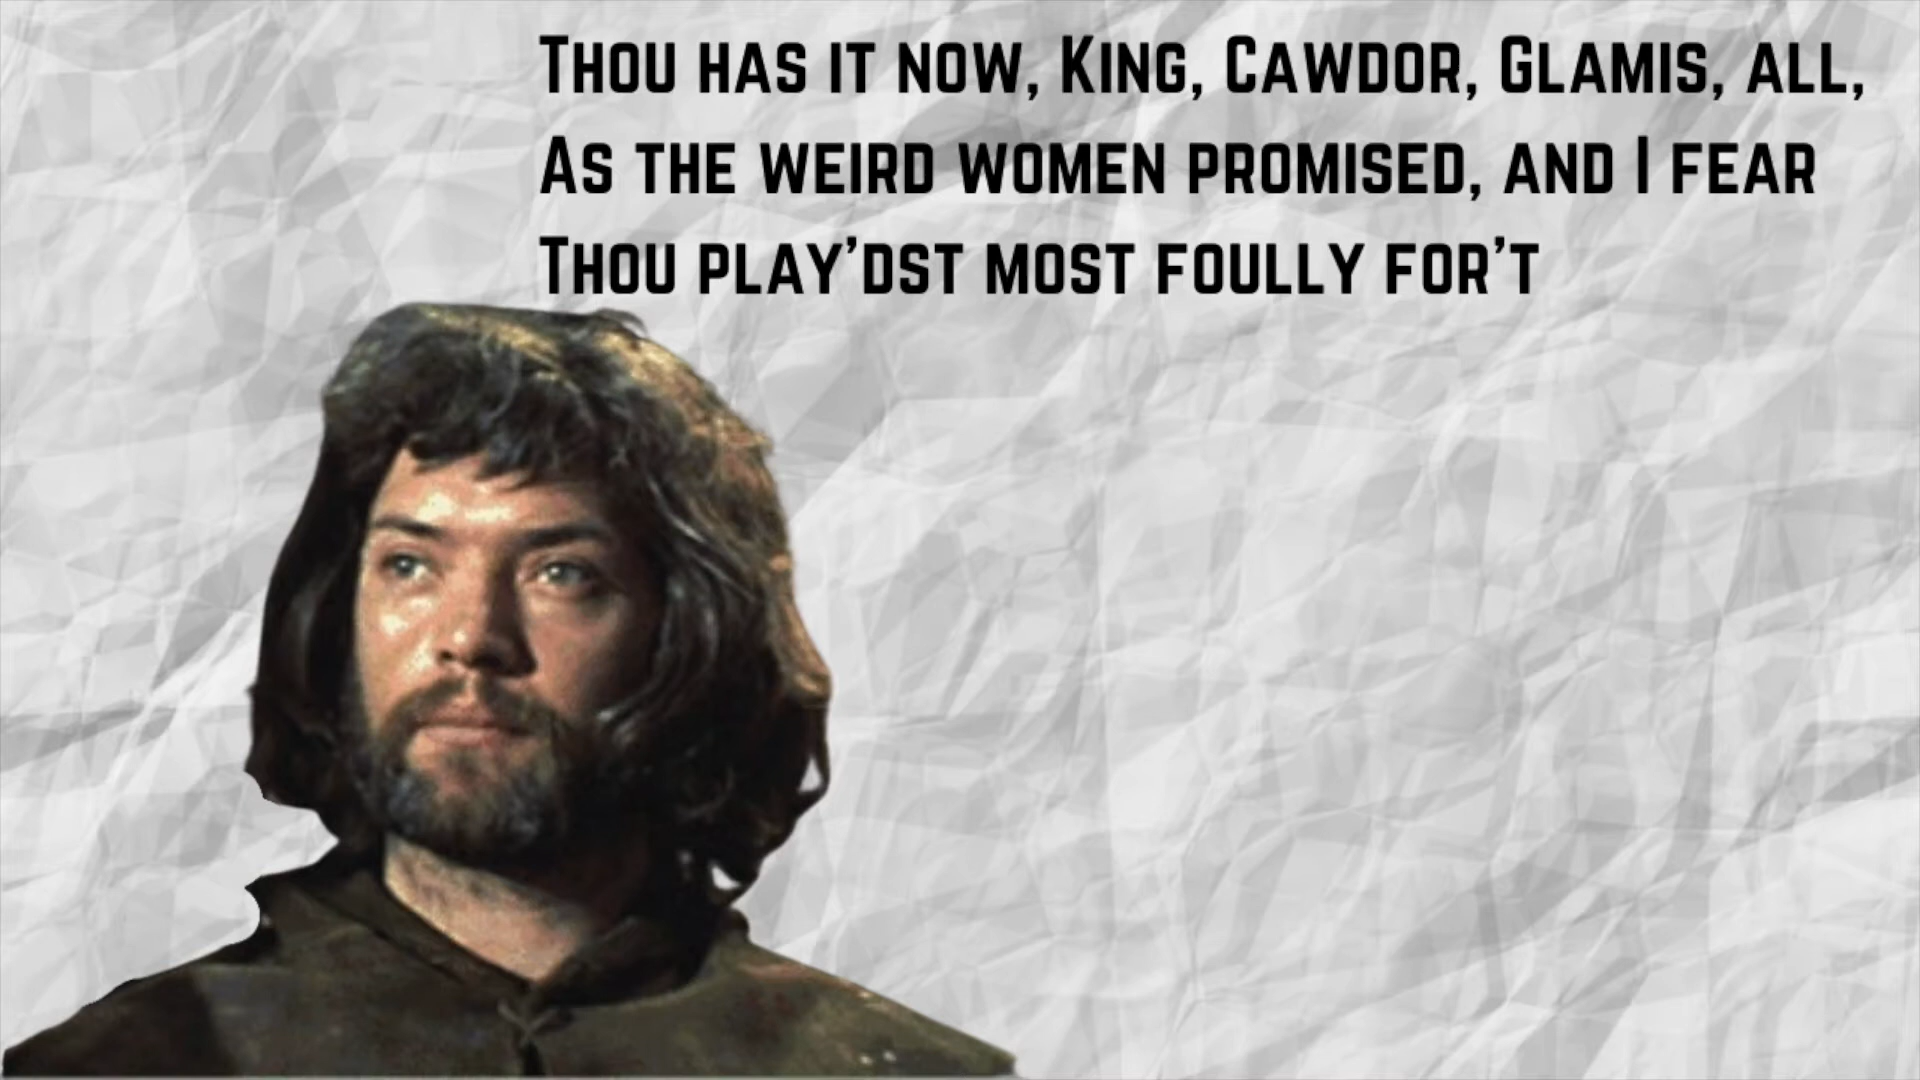 Thou has it now, King, Cawdor, Glamis, all,
As the weird women promised, and I fear
Thou play’dst most foully for’t